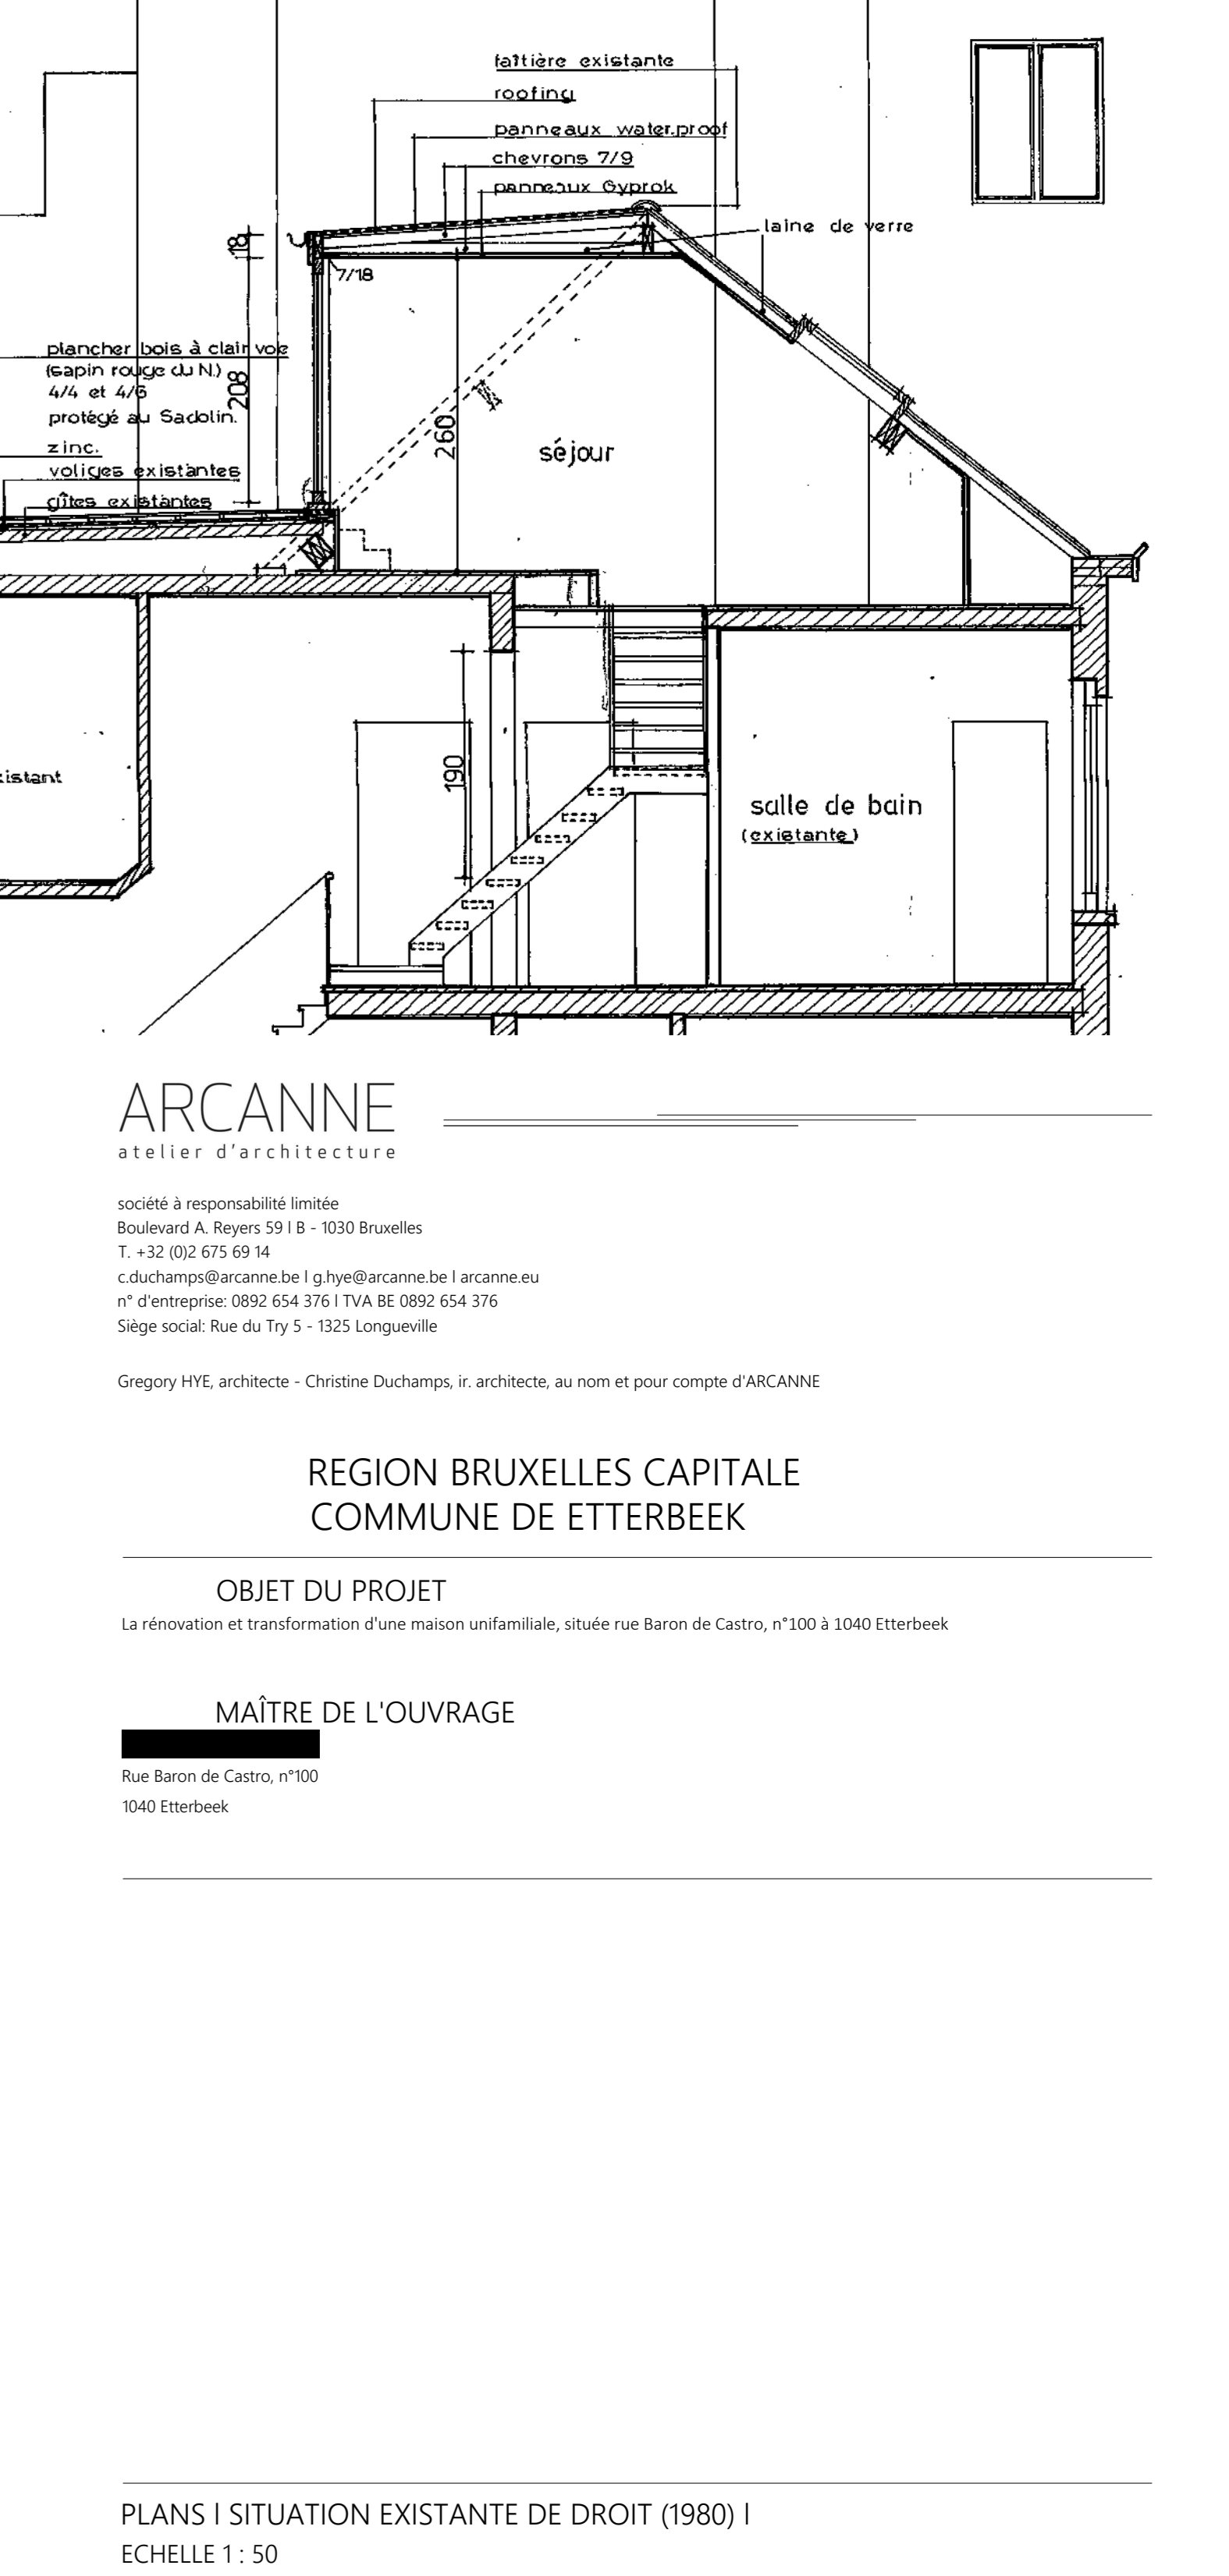 faîtière existante
roofing
panneaux water.proof
chevrons 7/9
panneaux Gyprok
laine de verre
18
7/18
plancher bois à clair voie
(sapin rouge du N.)
4/4 et 4/6
208
protégé au Sadolin.
zinc.
voliges existantes
gîtes existantes
260
séjour
190
istant
salle de bain
(existante)
ARCANNE
atelier d'architecture
société à responsabilité limitée
Boulevard A. Reyers 59 l B - 1030 Bruxelles
T. +32 (0)2 675 69 14
c.duchamps@arcanne.be l g.hye@arcanne.be l arcanne.eu
n° d'entreprise: 0892 654 376 l TVA BE 0892 654 376
Siège social: Rue du Try 5 - 1325 Longueville
Gregory HYE, architecte - Christine Duchamps, ir. architecte, au nom et pour compte d'ARCANNE
REGION BRUXELLES CAPITALE
COMMUNE DE ETTERBEEK
OBJET DU PROJET
La rénovation et transformation d'une maison unifamiliale, située rue Baron de Castro, n°100 à 1040 Etterbeek
MAÎTRE DE L'OUVRAGE
Rue Baron de Castro, n°100
1040 Etterbeek
PLANS l SITUATION EXISTANTE DE DROIT (1980) l
ECHELLE 1 : 50